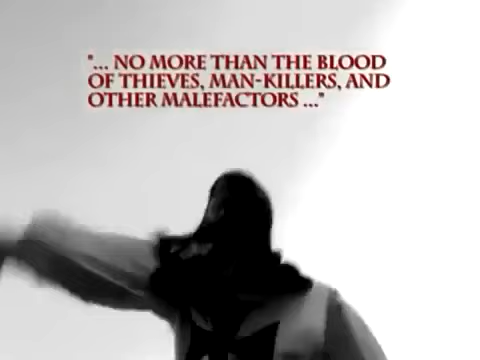 "... NO MORE THAN THE BLOOD
OF THIEVES, MAN-KILLERS, AND
OTHER MALEFACTORS ..."